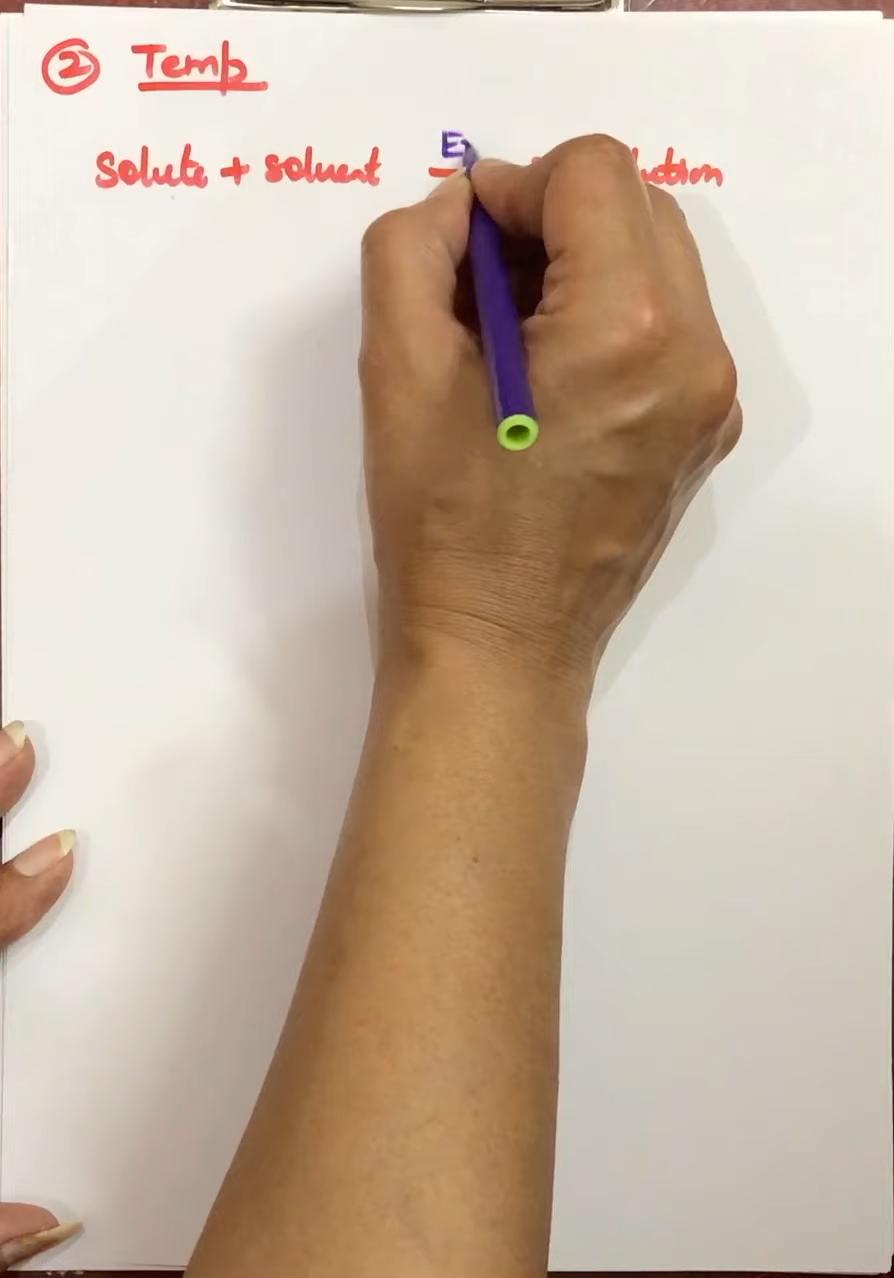 ② Temp
E
Solute + solvent